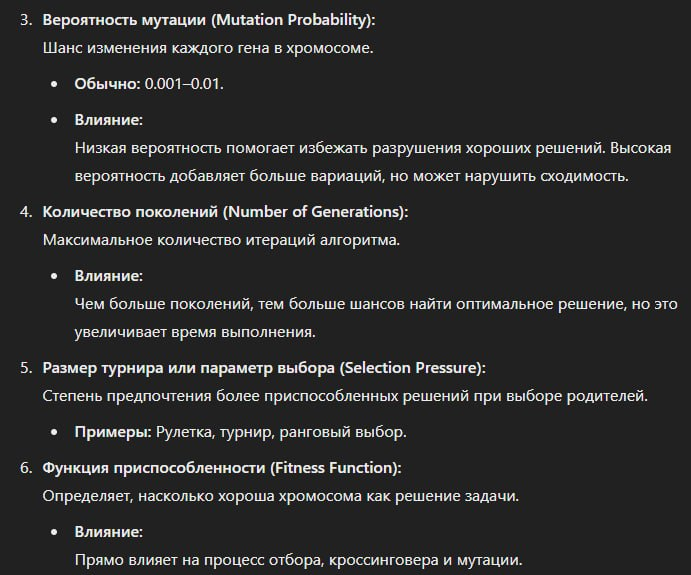 3. Вероятность мутации (Mutation Probability):
Шанс изменения каждого гена в хромосоме.
• Обычно: 0.001–0.01.
• Влияние:
Низкая вероятность помогает избежать разрушения хороших решений. Высокая
вероятность добавляет больше вариаций, но может нарушить сходимость.
4. Количество поколений (Number of Generations):
Максимальное количество итераций алгоритма.
• Влияние:
Чем больше поколений, тем больше шансов найти оптимальное решение, но это
увеличивает время выполнения.
5. Размер турнира или параметр выбора (Selection Pressure):
Степень предпочтения более приспособленных решений при выборе родителей.
• Примеры: Рулетка, турнир, ранговый выбор.
6. Функция приспособленности (Fitness Function):
Определяет, насколько хороша хромосома как решение задачи.
• Влияние:
Прямо влияет на процесс отбора, кроссинговера и мутации.